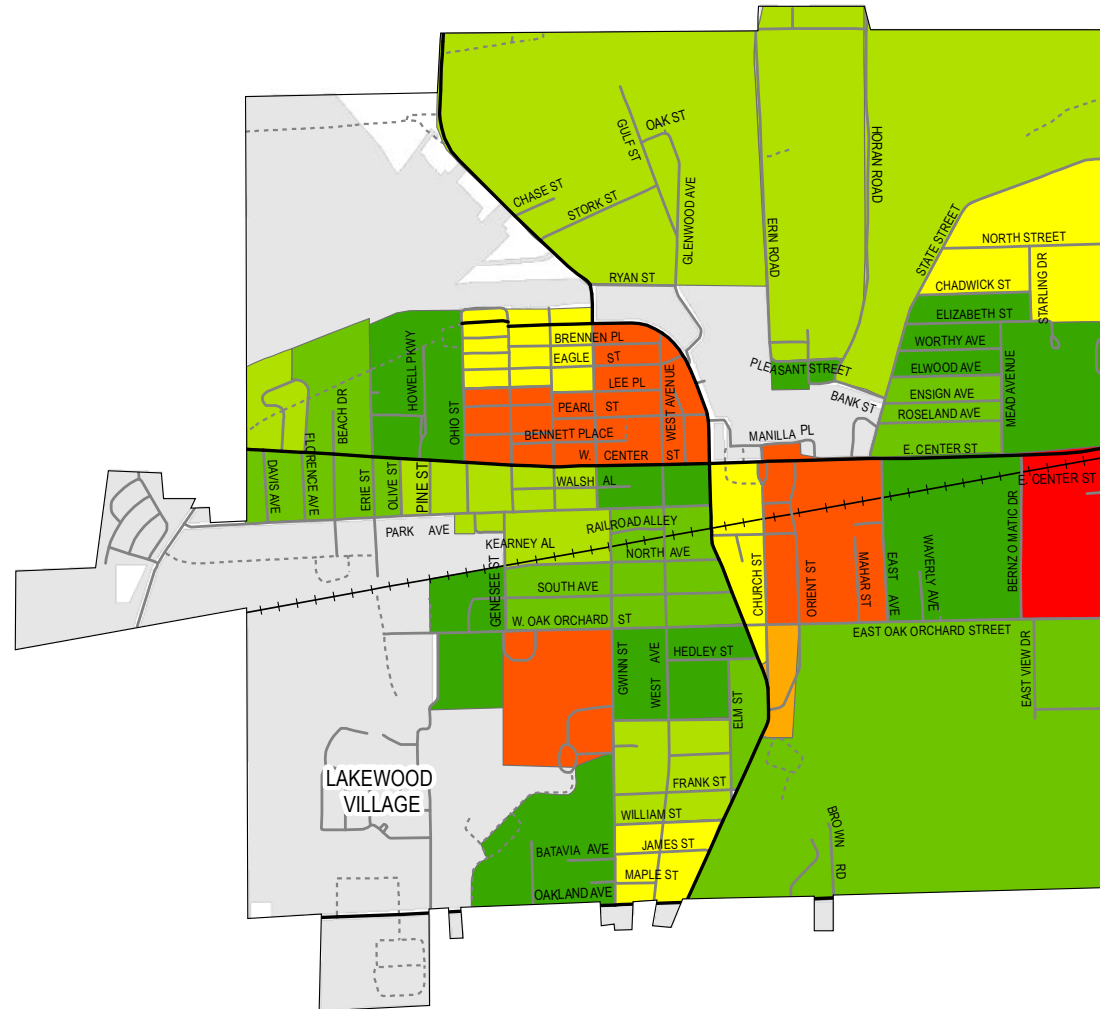 OAK ST
GULF ST
CHASE ST
STORK ST
GLENWOOD AVE
ERIN ROAD
HORAN ROAD
STATE STREET
NORTH STREET
STARLING DR
RYAN ST
CHADWICK ST
ELIZABETH ST
BRENNEN PL
EAGLE ST
WORTHY AVE
PLEASANT STREET
ELWOOD AVE
MEAD AVENUE
HOWELL PKWY
LEE PL
ENSIGN AVE
BEACH DR
OHIO ST
PEARL ST
WEST AVENUE
BANK ST
ROSELAND AVE
BENNETT PLACE
MANILLA PL
W. CENTER ST
E. CENTER ST
DAVIS AVE
FLORENCE AVE
ERIE ST
OLIVE ST
PINE ST
WALSH AL
E. CENTER ST
BERNZ O MATIC DR
PARK AVE
RAILROAD ALLEY
KEARNEY AL
NORTH AVE
GENESEE ST
SOUTH AVE
CHURCH ST
ORIENT ST
MAHAR ST
EAST AVE
WAVERLY AVE
W. OAK ORCHARD ST
EAST OAK ORCHARD STREET
GWINN ST
WEST AVE
HEDLEY ST
ELM ST
EAST VIEW DR
LAKEWOOD
VILLAGE
FRANK ST
WILLIAM ST
BROWN RD
BATAVIA AVE
JAMES ST
MAPLE ST
OAKLAND AVE